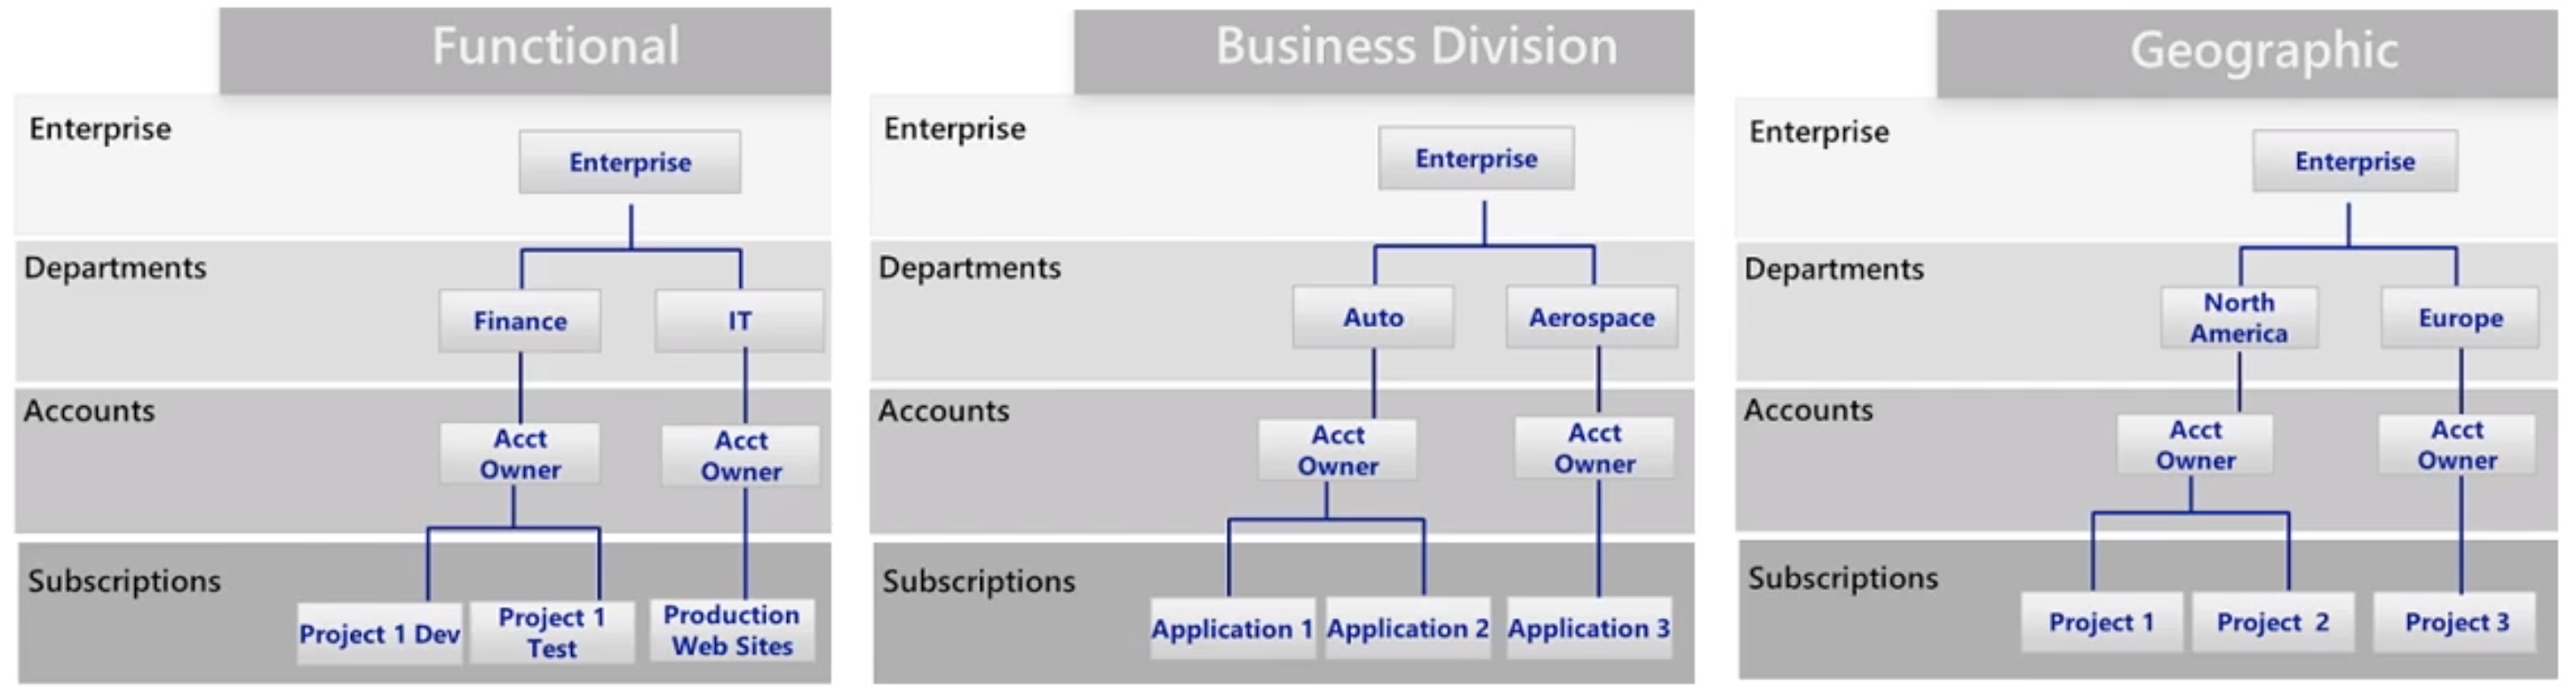 Functional
Enterprise
Enterprise
Departments
Finance
IT
Accounts
Acct
Owner
Acct
Owner
Subscriptions
Project 1 Dev
Project 1
Test
Production
Web Sites
Business Division
Enterprise
Enterprise
Departments
Auto
Aerospace
Accounts
Acct
Owner
Acct
Owner
Subscriptions
Application 1
Application 2
Application 3
Geographic
Enterprise
Enterprise
Departments
North
America
Europe
Accounts
Acct
Owner
Acct
Owner
Subscriptions
Project 1
Project 2
Project 3